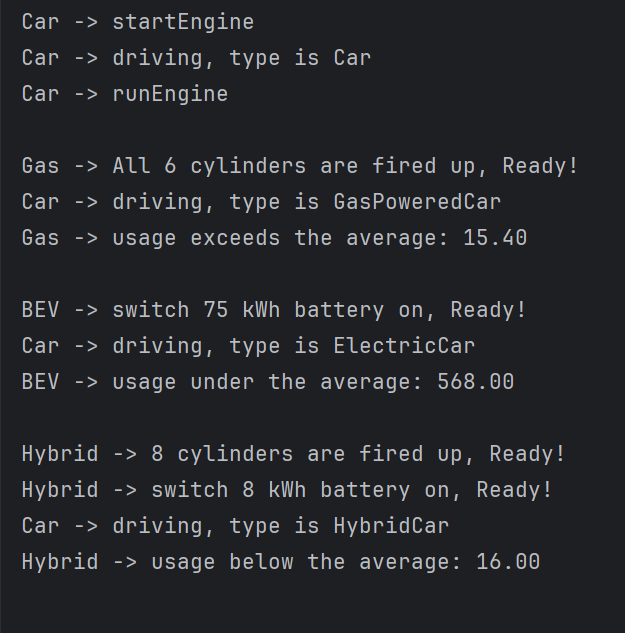 Car -> startEngine
Car -> driving, type is Car
Car -> runEngine
Gas -> All 6 cylinders are fired up, Ready!
Car -> driving, type is GasPoweredCar
Gas -> usage exceeds the average: 15.40
BEV -> switch 75 kWh battery on, Ready!
Car -> driving, type is ElectricCar
BEV -> usage under the average: 568.00
Hybrid -> 8 cylinders are fired up, Ready!
Hybrid -> switch 8 kWh battery on, Ready!
Car -> driving, type is HybridCar
Hybrid -> usage below the average: 16.00